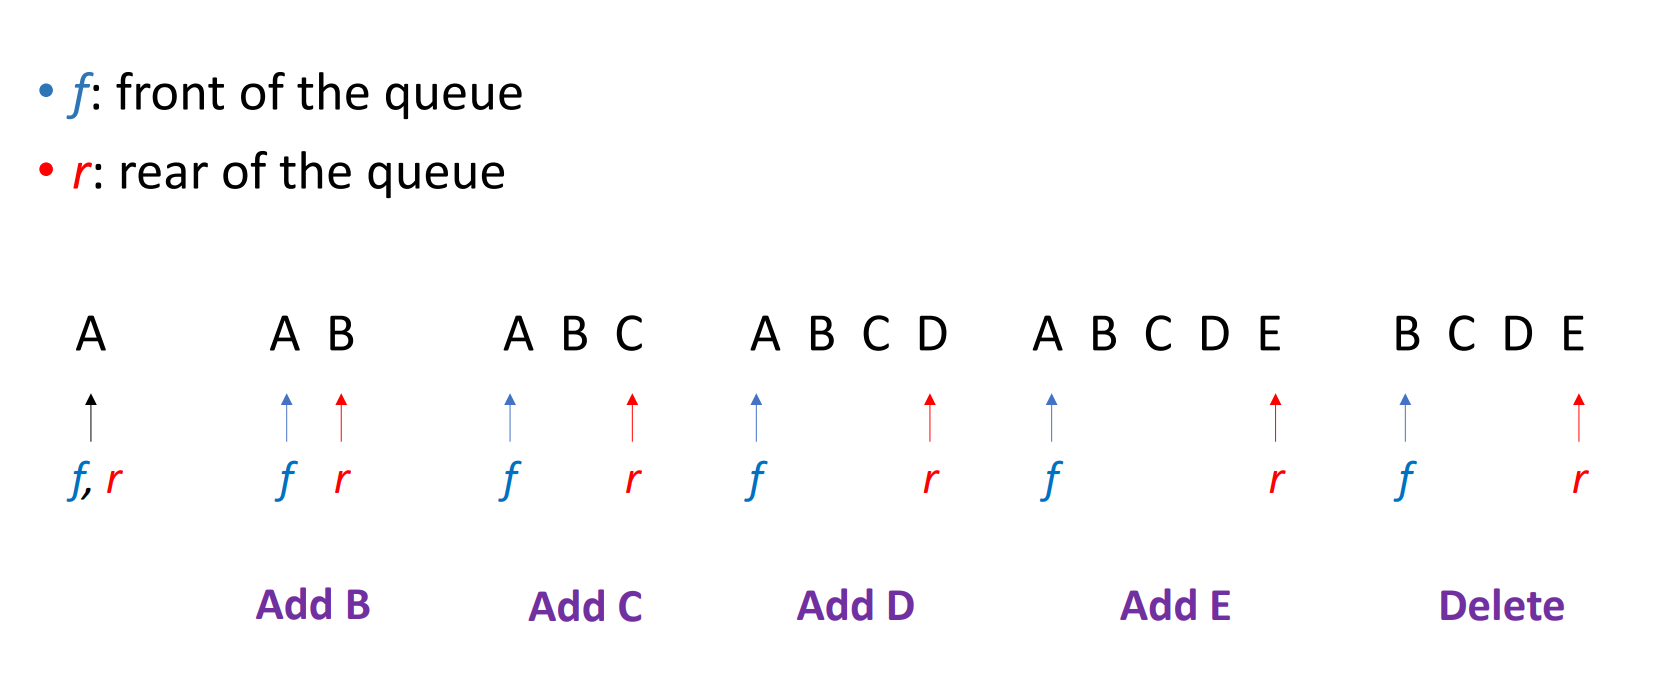 • f: front of the queue
• r: rear of the queue
A A B A B C A B C D A B C D E B C D E
f, r f r f r f r f r f r
Add B Add C Add D Add E Delete